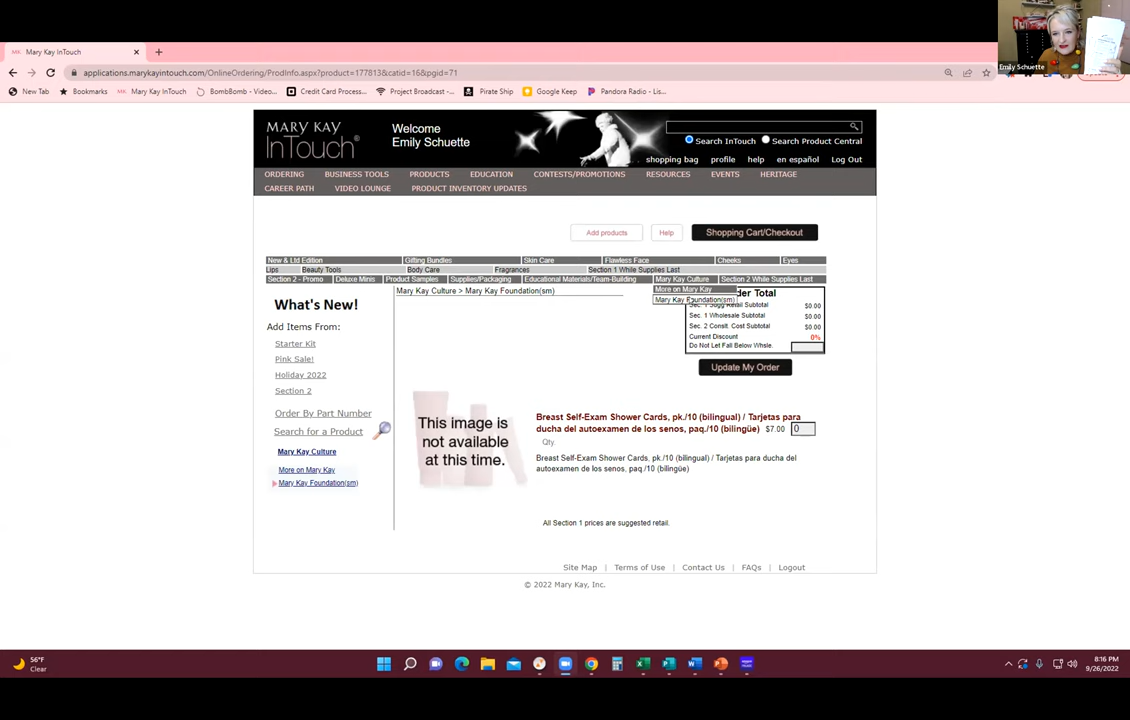 Emily Schuette
Mary Kay InTouch
applications.marykayintouch.com/OnlineOrdering/ProdInfo.aspx?product=177813&catid=16&pgid=71
New Tab Bookmarks Mary Kay InTouch BombBomb - Video... Credit Card Process... Project Broadcast -... Pirate Ship Google Keep Pandora Radio - Lis...
MARY KAY
InTouch®
Welcome
Emily Schuette
Search InTouch Search Product Central
shopping bag profile help en español Log Out
ORDERING BUSINESS TOOLS PRODUCTS EDUCATION CONTESTS/PROMOTIONS RESOURCES EVENTS HERITAGE
CAREER PATH VIDEO LOUNGE PRODUCT INVENTORY UPDATES
Add products Help Shopping Cart/Checkout
New & Ltd Edition Gifting Bundles Skin Care Flawless Face Cheeks Eyes
Lips Beauty Tools Body Care Fragrances Section 1 While Supplies Last
Section 2 - Promo Deluxe Minis Product Samples Supplies/Packaging Educational Materials/Team-Building Mary Kay Culture Section 2 While Supplies Last
More on Mary Kay
Mary Kay Foundation(sm)
Mary Kay Culture > Mary Kay Foundation(sm)
What's New!
Add Items From:
Starter Kit
Pink Sale!
Holiday 2022
Section 2
Order By Part Number
Search for a Product
Mary Kay Culture
More on Mary Kay
Mary Kay Foundation(sm)
der Total
Sec. 1 Sugg Retail Subtotal $0.00
Sec. 1 Wholesale Subtotal $0.00
Sec. 2 Conslt. Cost Subtotal $0.00
Current Discount 0%
Do Not Let Fall Below Whsle.
Update My Order
This image is
not available
at this time.
Breast Self-Exam Shower Cards, pk./10 (bilingual) / Tarjetas para
ducha del autoexamen de los senos, paq./10 (bilingüe) $7.00 0
Qty.
Breast Self-Exam Shower Cards, pk./10 (bilingual) / Tarjetas para ducha del
autoexamen de los senos, paq./10 (bilingüe)
All Section 1 prices are suggested retail.
Site Map Terms of Use Contact Us FAQs Logout
© 2022 Mary Kay, Inc.
56°F
Clear
8:16 PM
9/26/2022